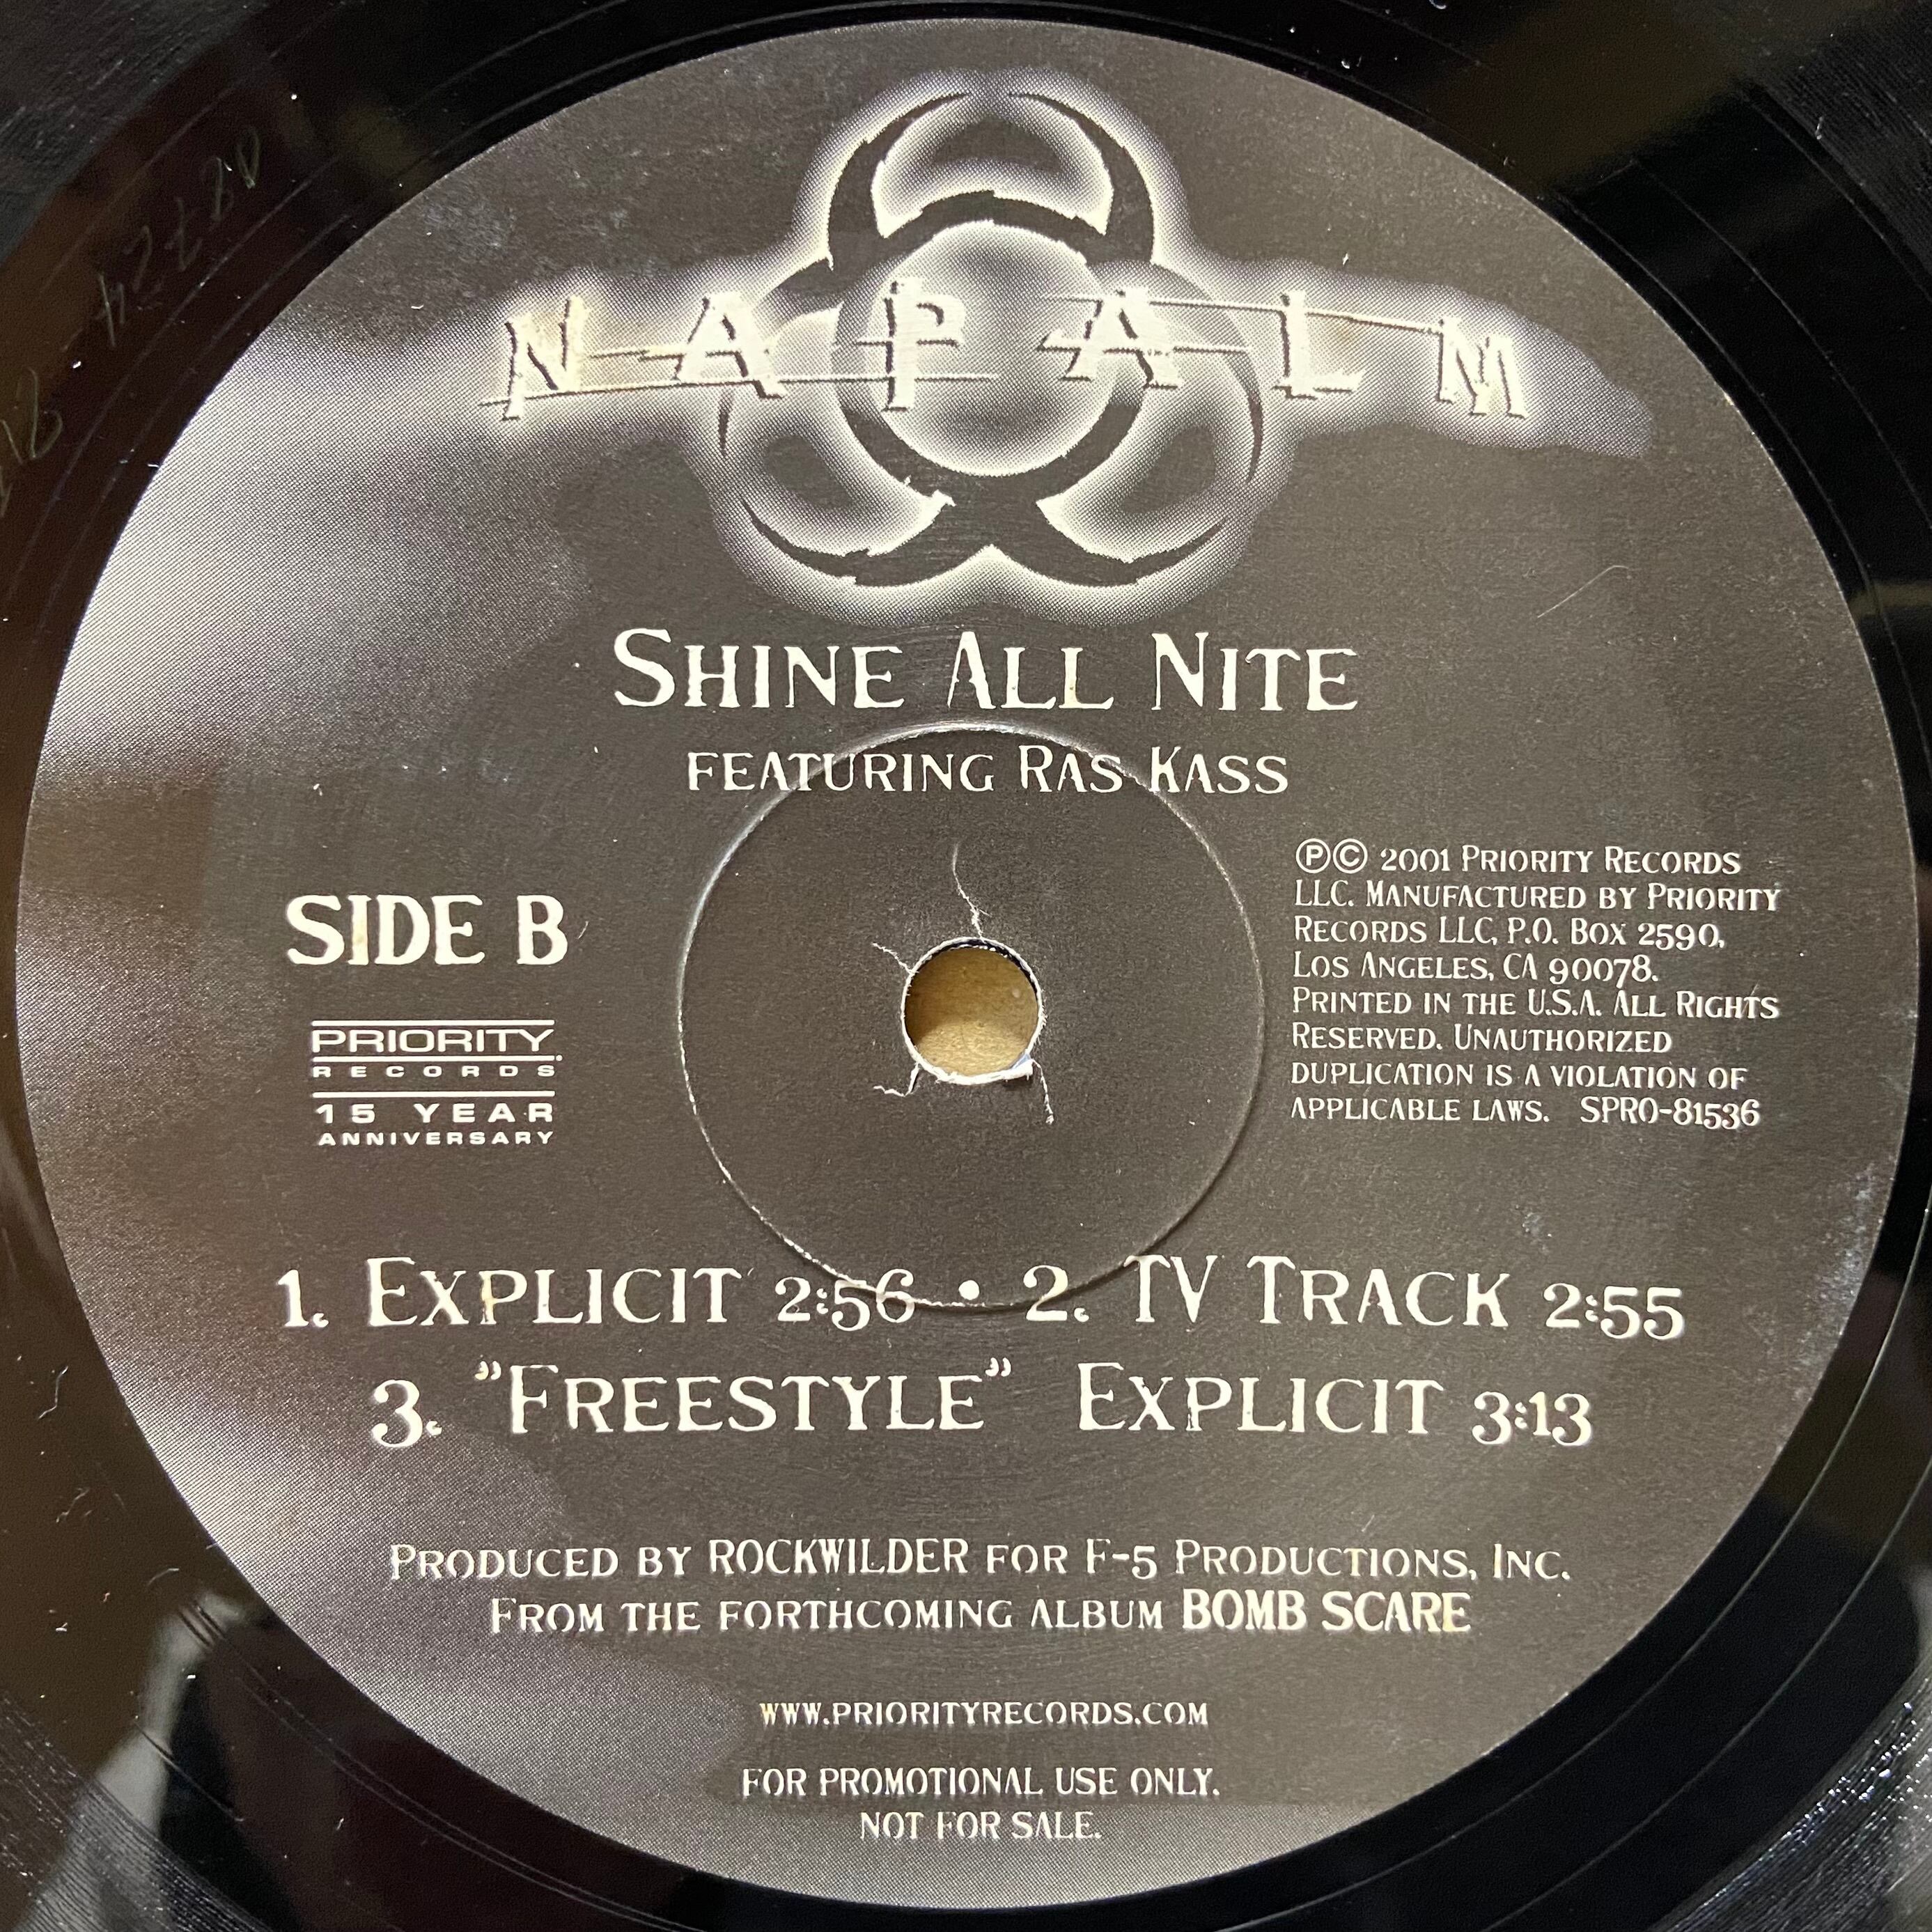 NAPALM
SHINE ALL NITE
FEATURING RAS KASS
SIDE B
PRIORITY
RECORDS
15 YEAR
ANNIVERSARY
Ⓟ© 2001 PRIORITY RECORDS
LLC. MANUFACTURED BY PRIORITY
RECORDS LLC, P.O. BOX 2590,
LOS ANGELES, CA 90078.
PRINTED IN THE U.S.A. ALL RIGHTS
RESERVED. UNAUTHORIZED
DUPLICATION IS A VIOLATION OF
APPLICABLE LAWS. SPRO-81536
1. EXPLICIT 2:56 • 2. TV TRACK 2:55
3. "FREESTYLE" EXPLICIT 3:13
PRODUCED BY ROCKWILDER FOR F-5 PRODUCTIONS, INC.
FROM THE FORTHCOMING ALBUM BOMB SCARE
WWW.PRIORITYRECORDS.COM
FOR PROMOTIONAL USE ONLY.
NOT FOR SALE.